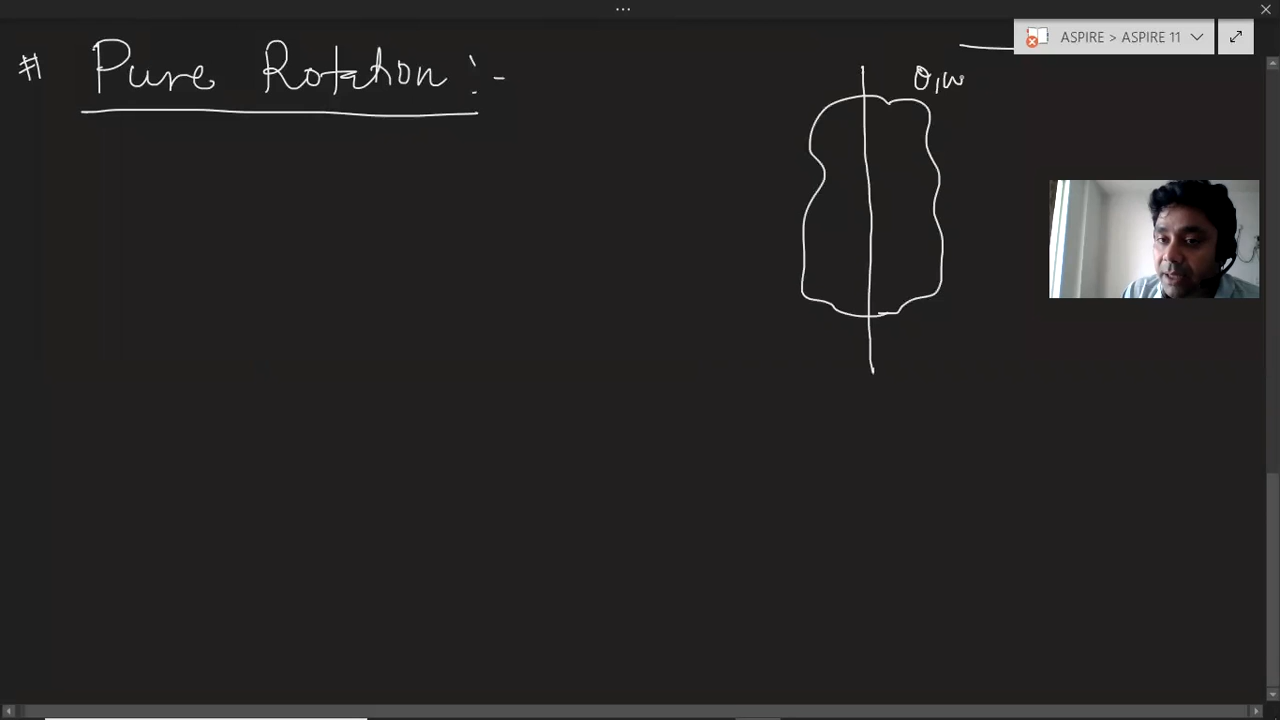 # Pure Rotation :-
θ, ω
ASPIRE > ASPIRE 11